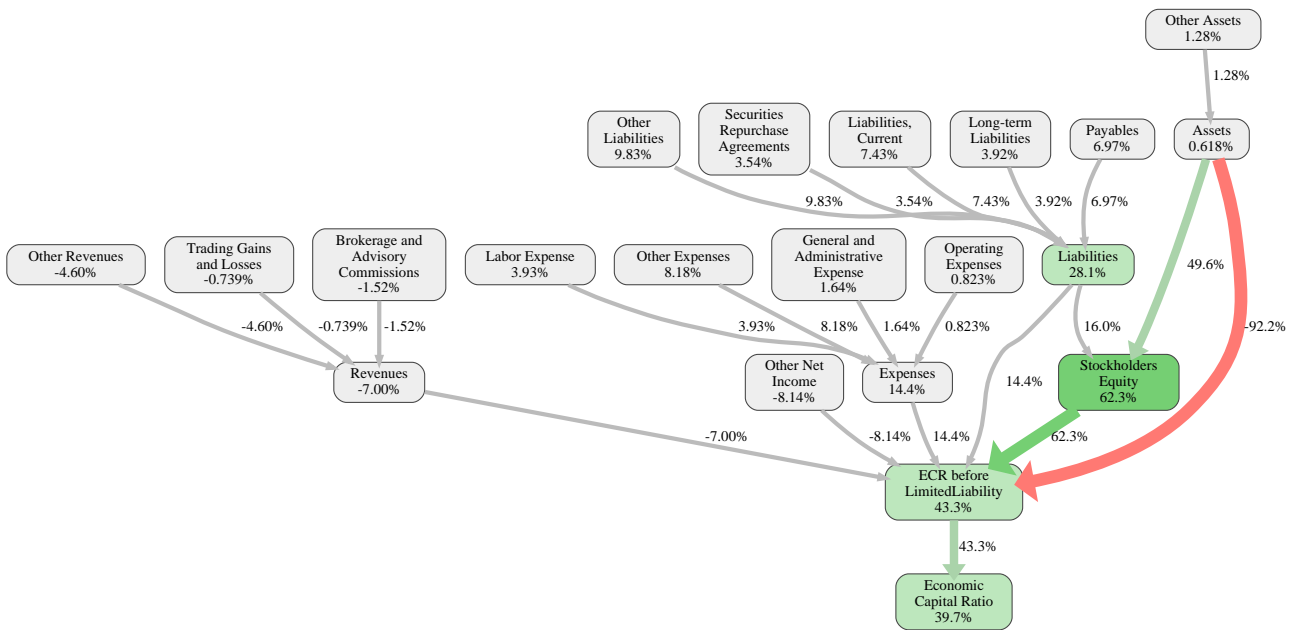 Other Assets
1.28%
1.28%
Other
Liabilities
9.83%
Securities
Repurchase
Agreements
3.54%
Liabilities,
Current
7.43%
Long-term
Liabilities
3.92%
Payables
6.97%
Assets
0.618%
9.83%
3.54%
7.43%
3.92%
6.97%
Other Revenues
-4.60%
Trading Gains
and Losses
-0.739%
Brokerage and
Advisory
Commissions
-1.52%
Labor Expense
3.93%
Other Expenses
8.18%
General and
Administrative
Expense
1.64%
Operating
Expenses
0.823%
Liabilities
28.1%
49.6%
-4.60%
-0.739%
-1.52%
3.93%
8.18%
1.64%
0.823%
16.0%
-92.2%
Revenues
-7.00%
Other Net
Income
-8.14%
Expenses
14.4%
14.4%
Stockholders
Equity
62.3%
-7.00%
-8.14%
14.4%
62.3%
ECR before
LimitedLiability
43.3%
43.3%
Economic
Capital Ratio
39.7%